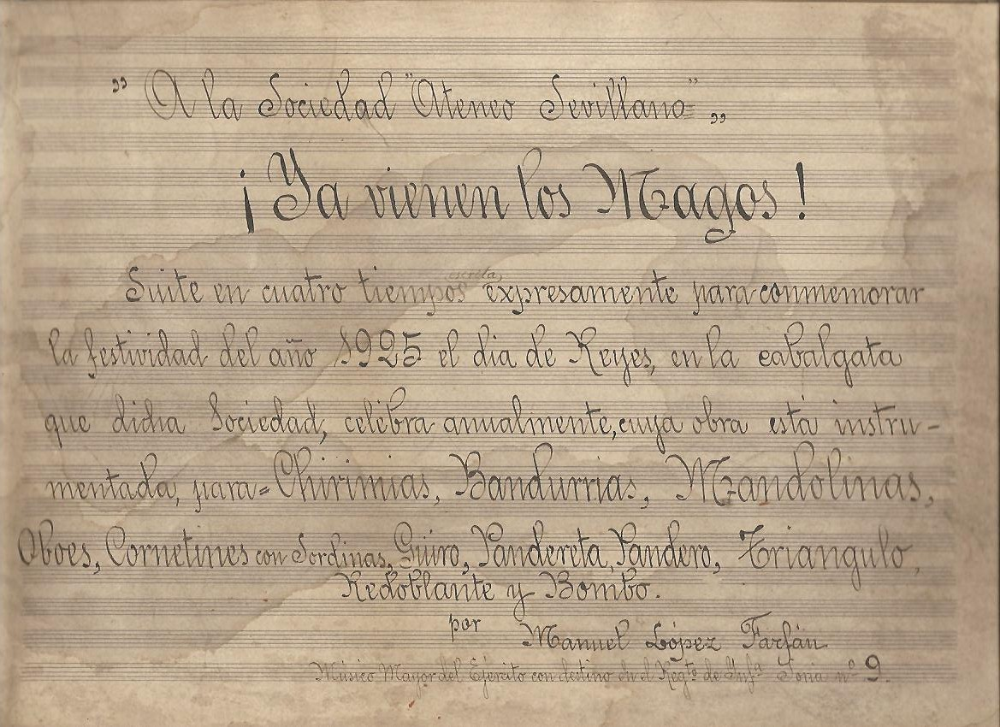 " A la Sociedad "Ateneo Sevillano" "
¡Ya vienen los Magos!
Suite en cuatro tiempos escrita expresamente para conmemorar
la festividad del año 1925 el dia de Reyes, en la cabalgata
que dicha Sociedad, celebra anualmente, cuya obra está instru-
mentada, para = Chirimias, Bandurrias, Mandolinas,
Oboes, Cornetines con Sordinas, Güiro, Pandereta, Pandero, Triangulo,
Redoblante y Bombo.
por
Manuel López Farfán
Músico Mayor del Ejército con destino en el Regto de Infa Soria nº 9.